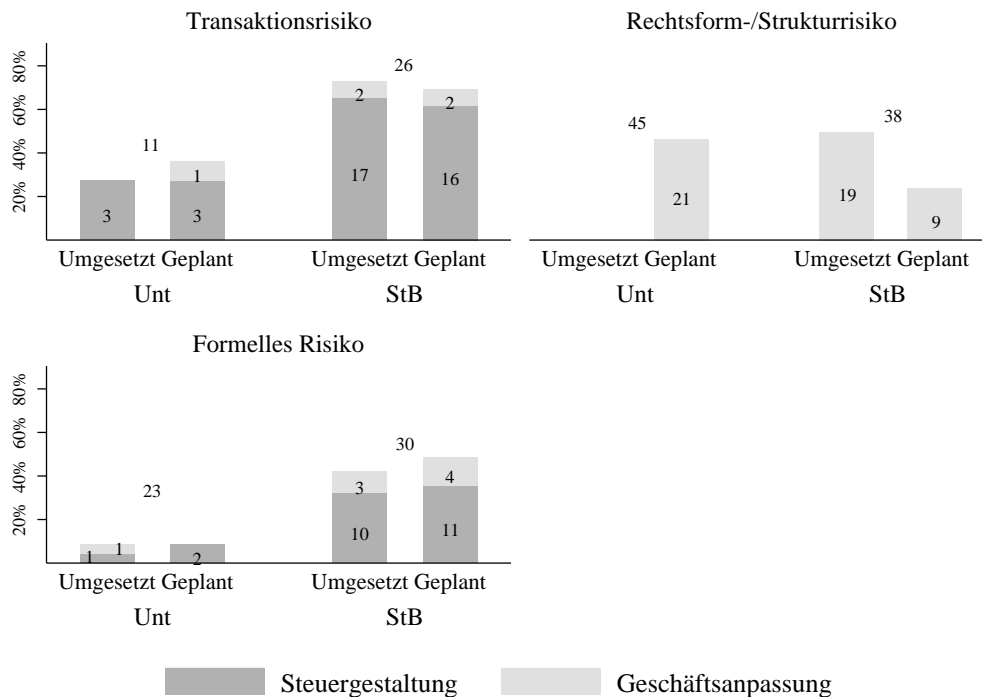 Transaktionsrisiko
Rechtsform-/Strukturrisiko
80%
60%
40%
20%
11
26
3
1
3
2
17
2
16
45
38
21
19
9
Umgesetzt Geplant
Umgesetzt Geplant
Umgesetzt Geplant
Umgesetzt Geplant
Unt
StB
Unt
StB
Formelles Risiko
80%
60%
40%
20%
23
30
1
1
2
3
10
4
11
Umgesetzt Geplant
Umgesetzt Geplant
Unt
StB
Steuergestaltung
Geschäftsanpassung